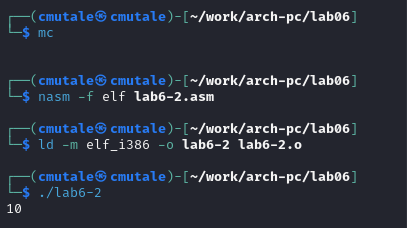 ┌──(cmutale㉿cmutale)-[~/work/arch-pc/lab06]
└─$ mc
┌──(cmutale㉿cmutale)-[~/work/arch-pc/lab06]
└─$ nasm -f elf lab6-2.asm
┌──(cmutale㉿cmutale)-[~/work/arch-pc/lab06]
└─$ ld -m elf_i386 -o lab6-2 lab6-2.o
┌──(cmutale㉿cmutale)-[~/work/arch-pc/lab06]
└─$ ./lab6-2
10